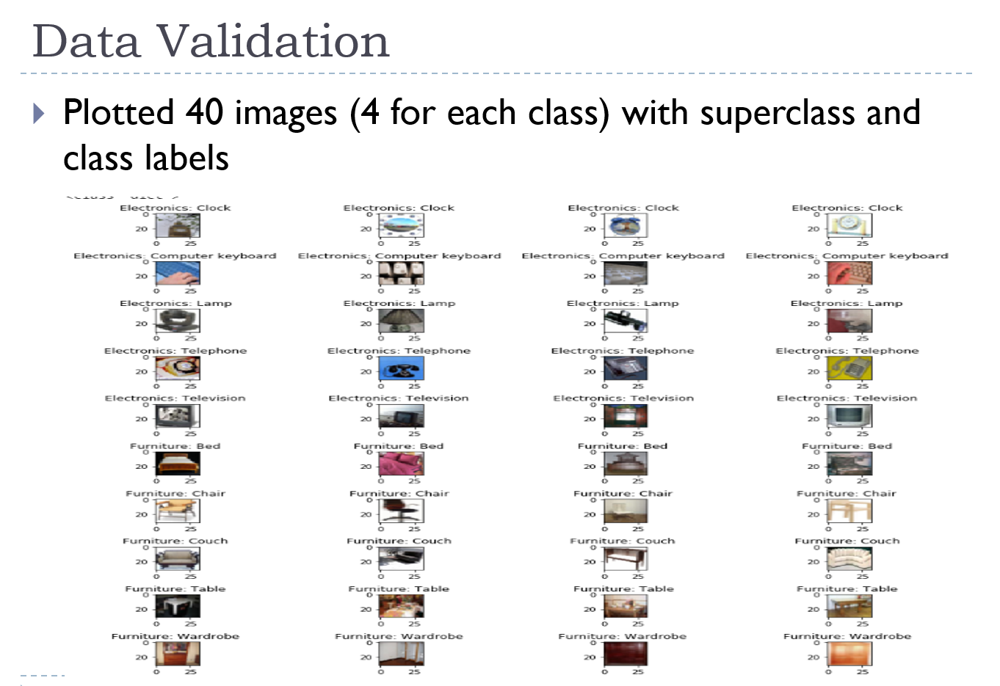 Data Validation
Plotted 40 images (4 for each class) with superclass and
class labels
<class 'dict'>
Electronics: Clock Electronics: Clock Electronics: Clock Electronics: Clock
0 0 0 0
20 20 20 20
0 25 0 25 0 25 0 25
Electronics: Computer keyboard Electronics: Computer keyboard Electronics: Computer keyboard Electronics: Computer keyboard
0 0 0 0
20 20 20 20
0 25 0 25 0 25 0 25
Electronics: Lamp Electronics: Lamp Electronics: Lamp Electronics: Lamp
0 0 0 0
20 20 20 20
0 25 0 25 0 25 0 25
Electronics: Telephone Electronics: Telephone Electronics: Telephone Electronics: Telephone
0 0 0 0
20 20 20 20
0 25 0 25 0 25 0 25
Electronics: Television Electronics: Television Electronics: Television Electronics: Television
0 0 0 0
20 20 20 20
0 25 0 25 0 25 0 25
Furniture: Bed Furniture: Bed Furniture: Bed Furniture: Bed
0 0 0 0
20 20 20 20
0 25 0 25 0 25 0 25
Furniture: Chair Furniture: Chair Furniture: Chair Furniture: Chair
0 0 0 0
20 20 20 20
0 25 0 25 0 25 0 25
Furniture: Couch Furniture: Couch Furniture: Couch Furniture: Couch
0 0 0 0
20 20 20 20
0 25 0 25 0 25 0 25
Furniture: Table Furniture: Table Furniture: Table Furniture: Table
0 0 0 0
20 20 20 20
0 25 0 25 0 25 0 25
Furniture: Wardrobe Furniture: Wardrobe Furniture: Wardrobe Furniture: Wardrobe
0 0 0 0
20 20 20 20
0 25 0 25 0 25 0 25